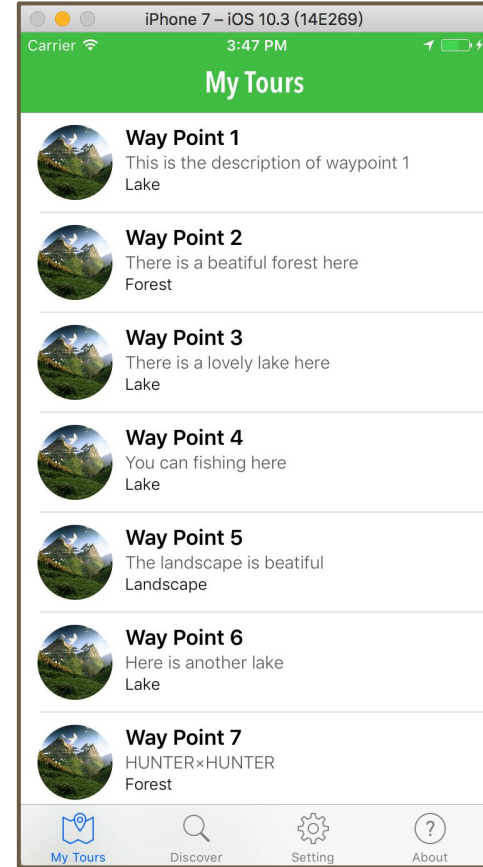 iPhone 7 – iOS 10.3 (14E269)
Carrier 3:47 PM
My Tours
Way Point 1
This is the description of waypoint 1
Lake
Way Point 2
There is a beatiful forest here
Forest
Way Point 3
There is a lovely lake here
Lake
Way Point 4
You can fishing here
Lake
Way Point 5
The landscape is beatiful
Landscape
Way Point 6
Here is another lake
Lake
Way Point 7
HUNTER×HUNTER
Forest
My Tours Discover Setting About